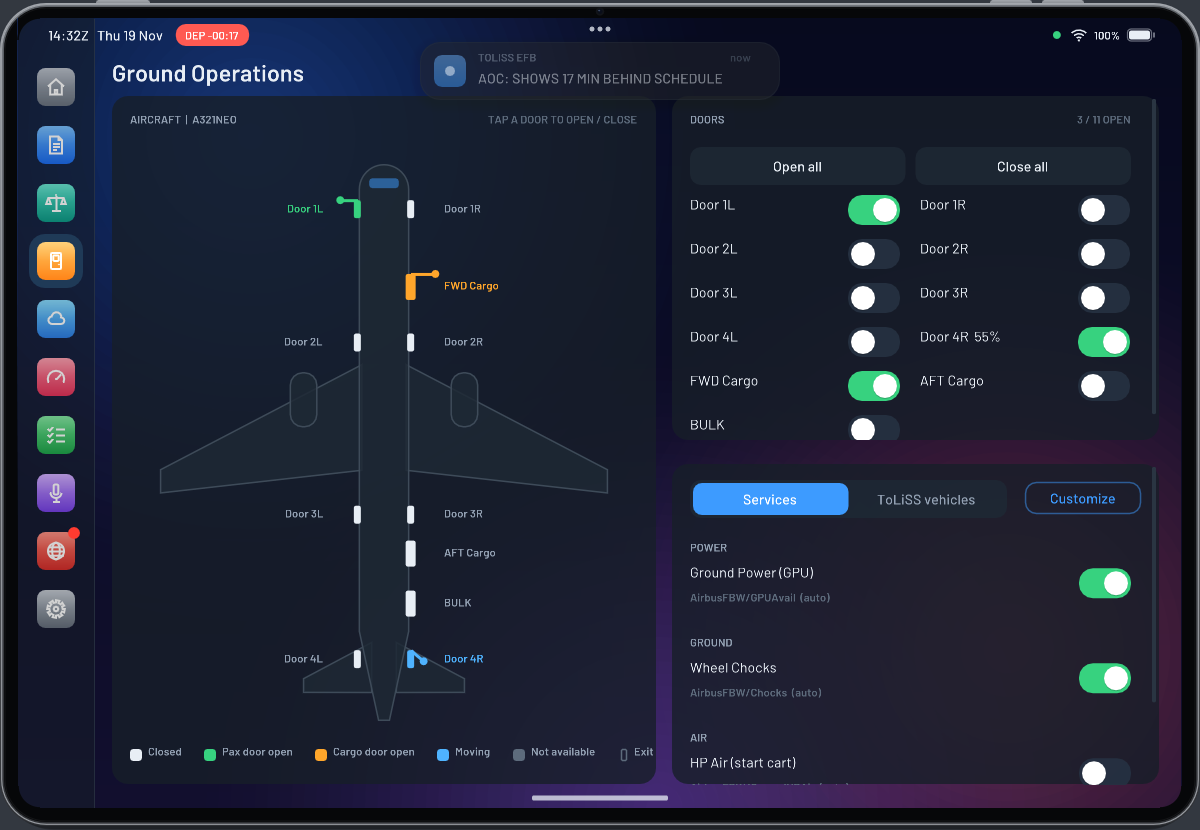 14:32Z Thu 19 Nov DEP -00:17
100%
TOLISS EFB now
AOC: SHOWS 17 MIN BEHIND SCHEDULE
Ground Operations
AIRCRAFT | A321NEO TAP A DOOR TO OPEN / CLOSE
Door 1L Door 1R
FWD Cargo
Door 2L Door 2R
Door 3L Door 3R
AFT Cargo
BULK
Door 4L Door 4R
Closed Pax door open Cargo door open Moving Not available Exit
DOORS 3 / 11 OPEN
Open all Close all
Door 1L Door 1R
Door 2L Door 2R
Door 3L Door 3R
Door 4L Door 4R 55%
FWD Cargo AFT Cargo
BULK
Services ToLiSS vehicles Customize
POWER
Ground Power (GPU)
AirbusFBW/GPUAvail (auto)
GROUND
Wheel Chocks
AirbusFBW/Chocks (auto)
AIR
HP Air (start cart)